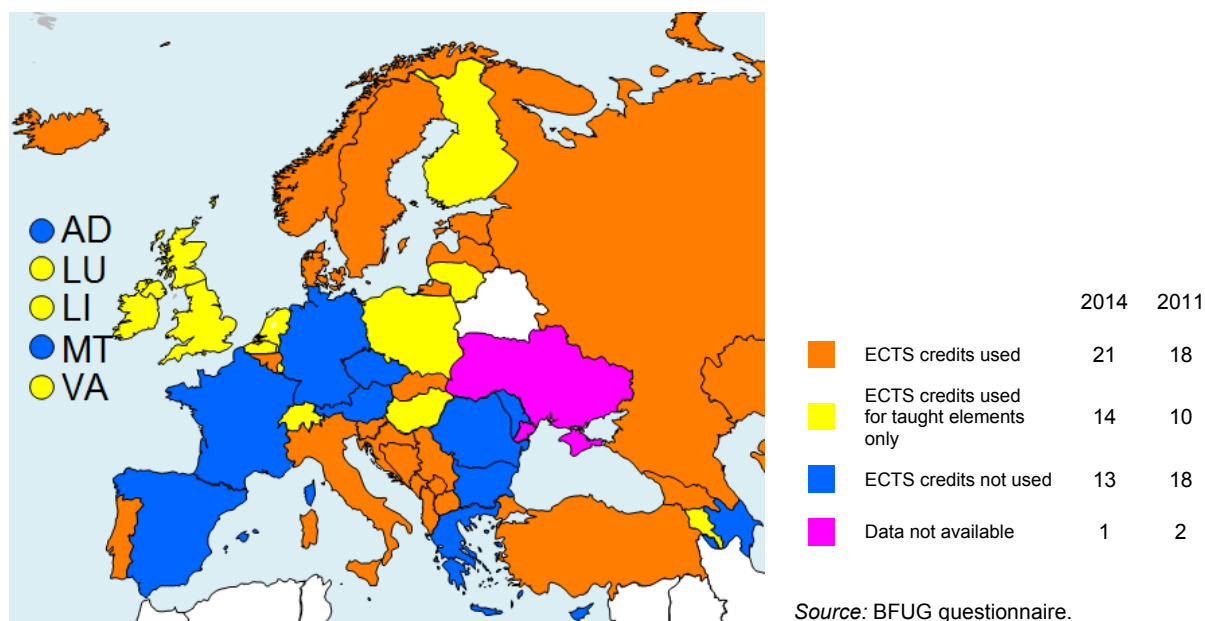 AD
LU
LI
MT
VA
2014 2011
ECTS credits used 21 18
ECTS credits used
for taught elements 14 10
only
ECTS credits not used 13 18
Data not available 1 2
Source: BFUG questionnaire.